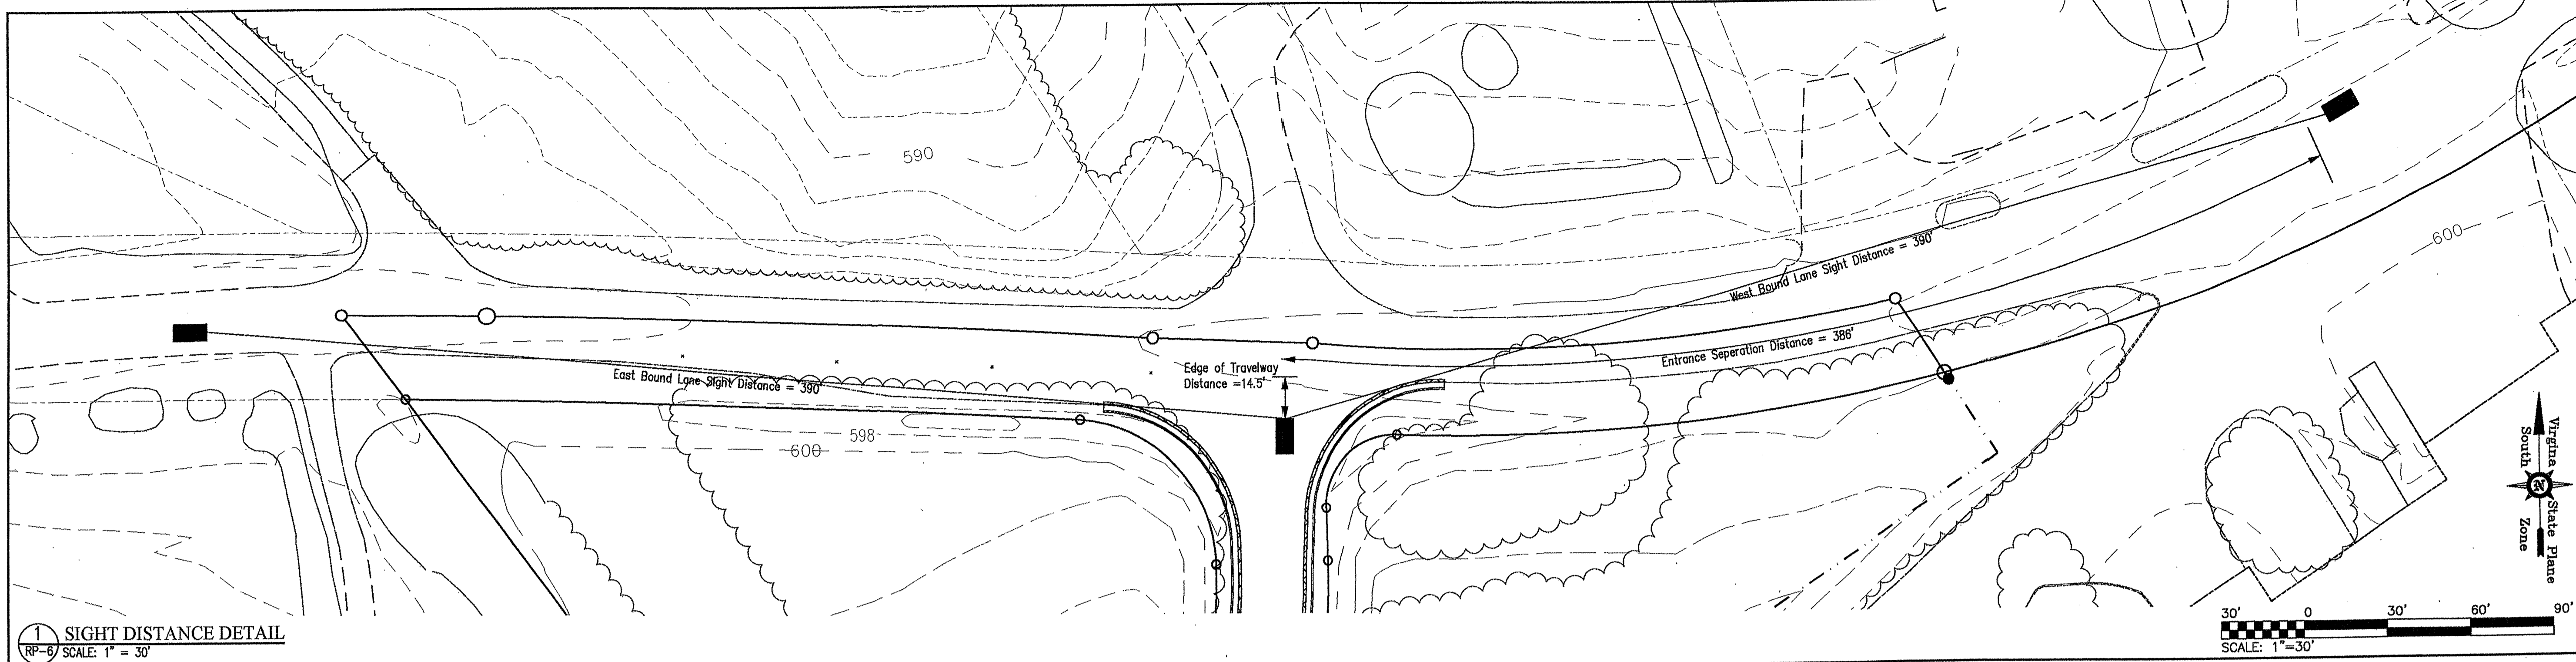 590
West Bound Lane Sight Distance = 390'
Entrance Seperation Distance = 386'
Edge of Travelway
Distance =14.5'
East Bound Lane Sight Distance = 390'
598
600
600
Virginia State Plane
South Zone
N
1
RP-6
SIGHT DISTANCE DETAIL
SCALE: 1" = 30'
30' 0 30' 60' 90'
SCALE: 1"=30'